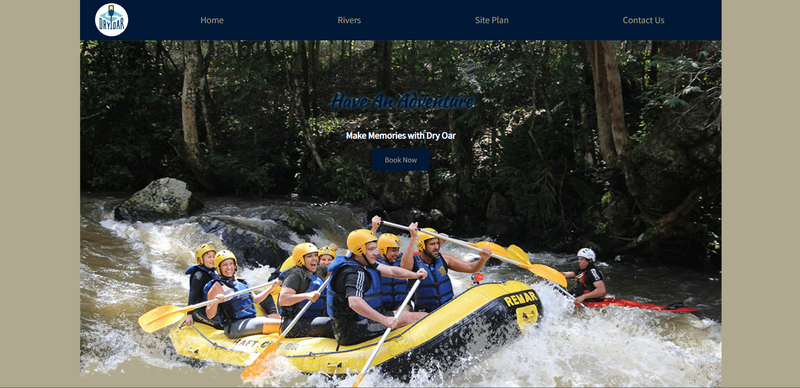 DRY OAR
Home
Rivers
Site Plan
Contact Us
Have An Adventure
Make Memories with Dry Oar
Book Now
REMAR